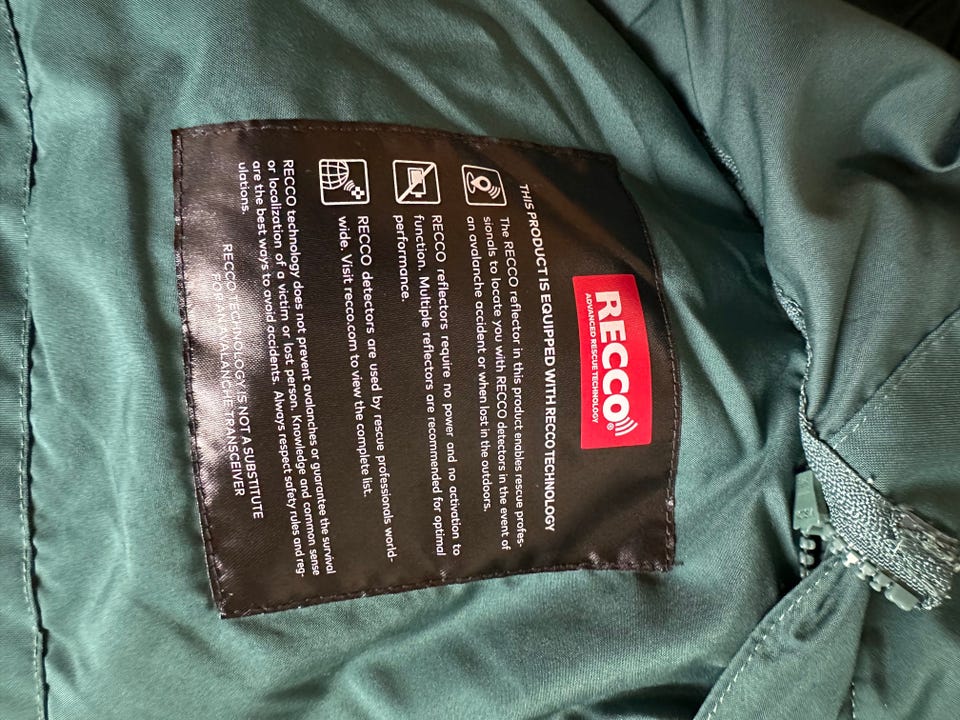 RECCO®
ADVANCED RESCUE TECHNOLOGY
THIS PRODUCT IS EQUIPPED WITH RECCO TECHNOLOGY
The RECCO reflector in this product enables rescue profes-
sionals to locate you with RECCO detectors in the event of
an avalanche accident or when lost in the outdoors.
RECCO reflectors require no power and no activation to
function. Multiple reflectors are recommended for optimal
performance.
RECCO detectors are used by rescue professionals world-
wide. Visit recco.com to view the complete list.
RECCO technology does not prevent avalanches or guarantee the survival
or localization of a victim or lost person. Knowledge and common sense
are the best ways to avoid accidents. Always respect safety rules and reg-
ulations.
RECCO TECHNOLOGY IS NOT A SUBSTITUTE
FOR AN AVALANCHE TRANSCEIVER